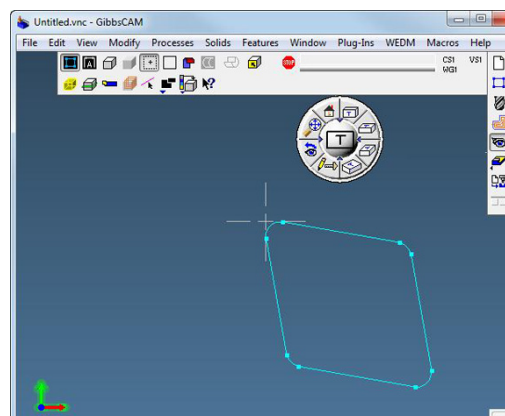 Untitled.vnc - GibbsCAM
File Edit View Modify Processes Solids Features Window Plug-Ins WEDM Macros Help
A STOP CS1 VS1
WG1
T